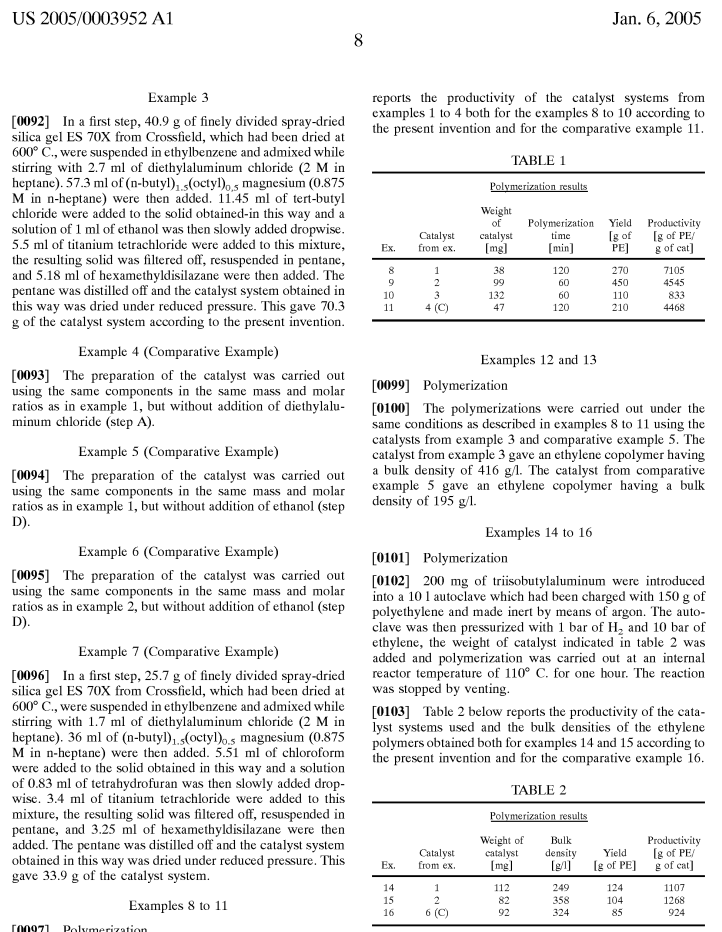 US 2005/0003952 A1
Jan. 6, 2005
8
Example 3
[0092] In a first step, 40.9 g of finely divided spray-dried
silica gel ES 70X from Crossfield, which had been dried at
600° C., were suspended in ethylbenzene and admixed while
stirring with 2.7 ml of diethylaluminum chloride (2 M in
heptane). 57.3 ml of (n-butyl)1.5(octyl)0.5 magnesium (0.875
M in n-heptane) were then added. 11.45 ml of tert-butyl
chloride were added to the solid obtained-in this way and a
solution of 1 ml of ethanol was then slowly added dropwise.
5.5 ml of titanium tetrachloride were added to this mixture,
the resulting solid was filtered off, resuspended in pentane,
and 5.18 ml of hexamethyldisilazane were then added. The
pentane was distilled off and the catalyst system obtained in
this way was dried under reduced pressure. This gave 70.3
g of the catalyst system according to the present invention.
Example 4 (Comparative Example)
[0093] The preparation of the catalyst was carried out
using the same components in the same mass and molar
ratios as in example 1, but without addition of diethylalu-
minum chloride (step A).
Example 5 (Comparative Example)
[0094] The preparation of the catalyst was carried out
using the same components in the same mass and molar
ratios as in example 1, but without addition of ethanol (step
D).
Example 6 (Comparative Example)
[0095] The preparation of the catalyst was carried out
using the same components in the same mass and molar
ratios as in example 2, but without addition of ethanol (step
D).
Example 7 (Comparative Example)
[0096] In a first step, 25.7 g of finely divided spray-dried
silica gel ES 70X from Crossfield, which had been dried at
600° C., were suspended in ethylbenzene and admixed while
stirring with 1.7 ml of diethylaluminum chloride (2 M in
heptane). 36 ml of (n-butyl)1.5(octyl)0.5 magnesium (0.875
M in n-heptane) were then added. 5.51 ml of chloroform
were added to the solid obtained in this way and a solution
of 0.83 ml of tetrahydrofuran was then slowly added drop-
wise. 3.4 ml of titanium tetrachloride were added to this
mixture, the resulting solid was filtered off, resuspended in
pentane, and 3.25 ml of hexamethyldisilazane were then
added. The pentane was distilled off and the catalyst system
obtained in this way was dried under reduced pressure. This
gave 33.9 g of the catalyst system.
Examples 8 to 11
[0097] Polymerization
reports the productivity of the catalyst systems from
examples 1 to 4 both for the examples 8 to 10 according to
the present invention and for the comparative example 11.
TABLE 1
Polymerization results
Weight
of Polymerization Yield Productivity
Catalyst catalyst time [g of [g of PE/
Ex. from ex. [mg] [min] PE] g of cat]
8 1 38 120 270 7105
9 2 99 60 450 4545
10 3 132 60 110 833
11 4 (C) 47 120 210 4468
Examples 12 and 13
[0099] Polymerization
[0100] The polymerizations were carried out under the
same conditions as described in examples 8 to 11 using the
catalysts from example 3 and comparative example 5. The
catalyst from example 3 gave an ethylene copolymer having
a bulk density of 416 g/l. The catalyst from comparative
example 5 gave an ethylene copolymer having a bulk
density of 195 g/l.
Examples 14 to 16
[0101] Polymerization
[0102] 200 mg of triisobutylaluminum were introduced
into a 10 l autoclave which had been charged with 150 g of
polyethylene and made inert by means of argon. The auto-
clave was then pressurized with 1 bar of H2 and 10 bar of
ethylene, the weight of catalyst indicated in table 2 was
added and polymerization was carried out at an internal
reactor temperature of 110° C. for one hour. The reaction
was stopped by venting.
[0103] Table 2 below reports the productivity of the cata-
lyst systems used and the bulk densities of the ethylene
polymers obtained both for examples 14 and 15 according to
the present invention and for the comparative example 16.
TABLE 2
Polymerization results
Weight of Bulk Productivity
Catalyst catalyst density Yield [g of PE/
Ex. from ex. [mg] [g/l] [g of PE] g of cat]
14 1 112 249 124 1107
15 2 82 358 104 1268
16 6 (C) 92 324 85 924